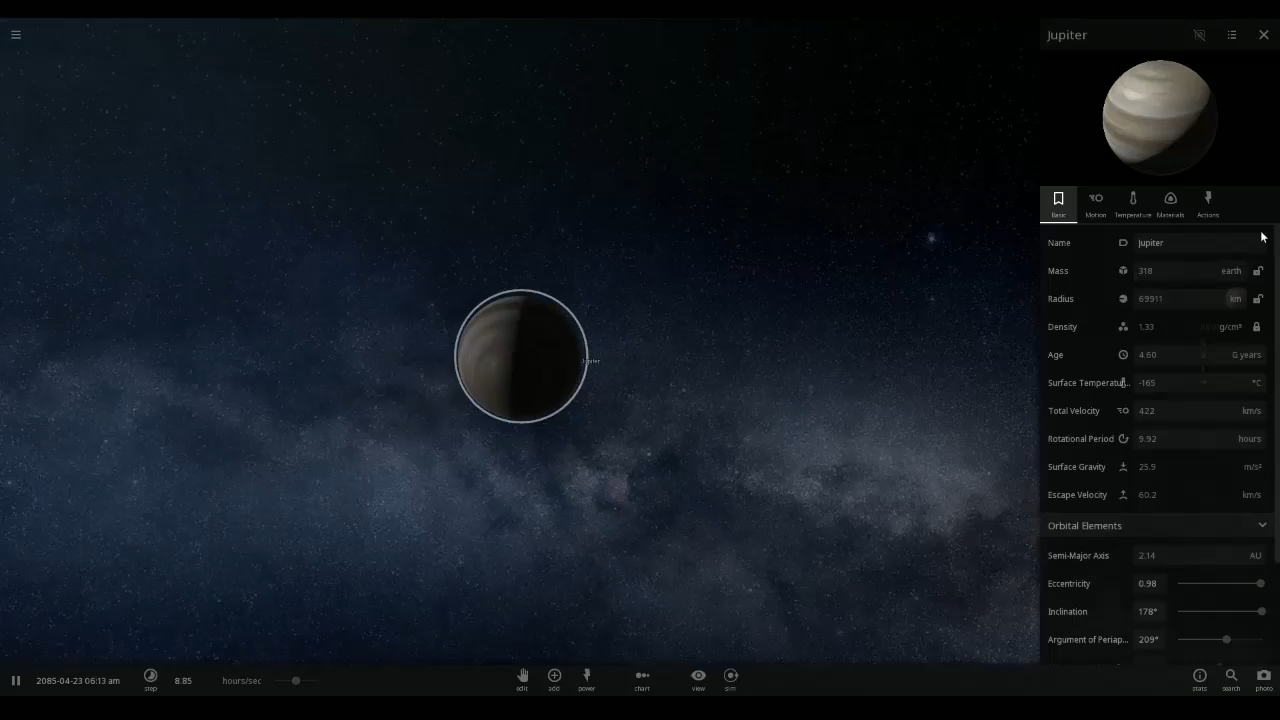 Jupiter
Basic Motion Temperature Materials Actions
Name Jupiter
Mass 318 earth
Radius 69911 km
Density 1.33 g/cm³
Age 4.60 G years
Surface Temperatu... -165 °C
Total Velocity 422 km/s
Rotational Period 9.92 hours
Surface Gravity 25.9 m/s²
Escape Velocity 60.2 km/s
Orbital Elements
Semi-Major Axis 2.14 AU
Eccentricity 0.98
Inclination 178°
Argument of Periap... 209°
Jupiter
2085-04-23 06:13 am step 8.85 hours/sec edit add power chart view sim stats search photo